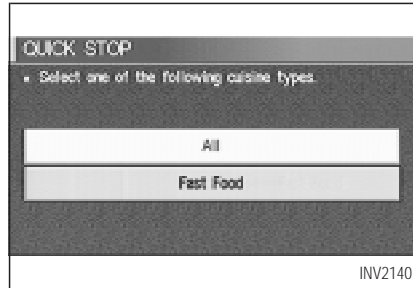 QUICK STOP
• Select one of the following cuisine types.
All
Fast Food
INV2140